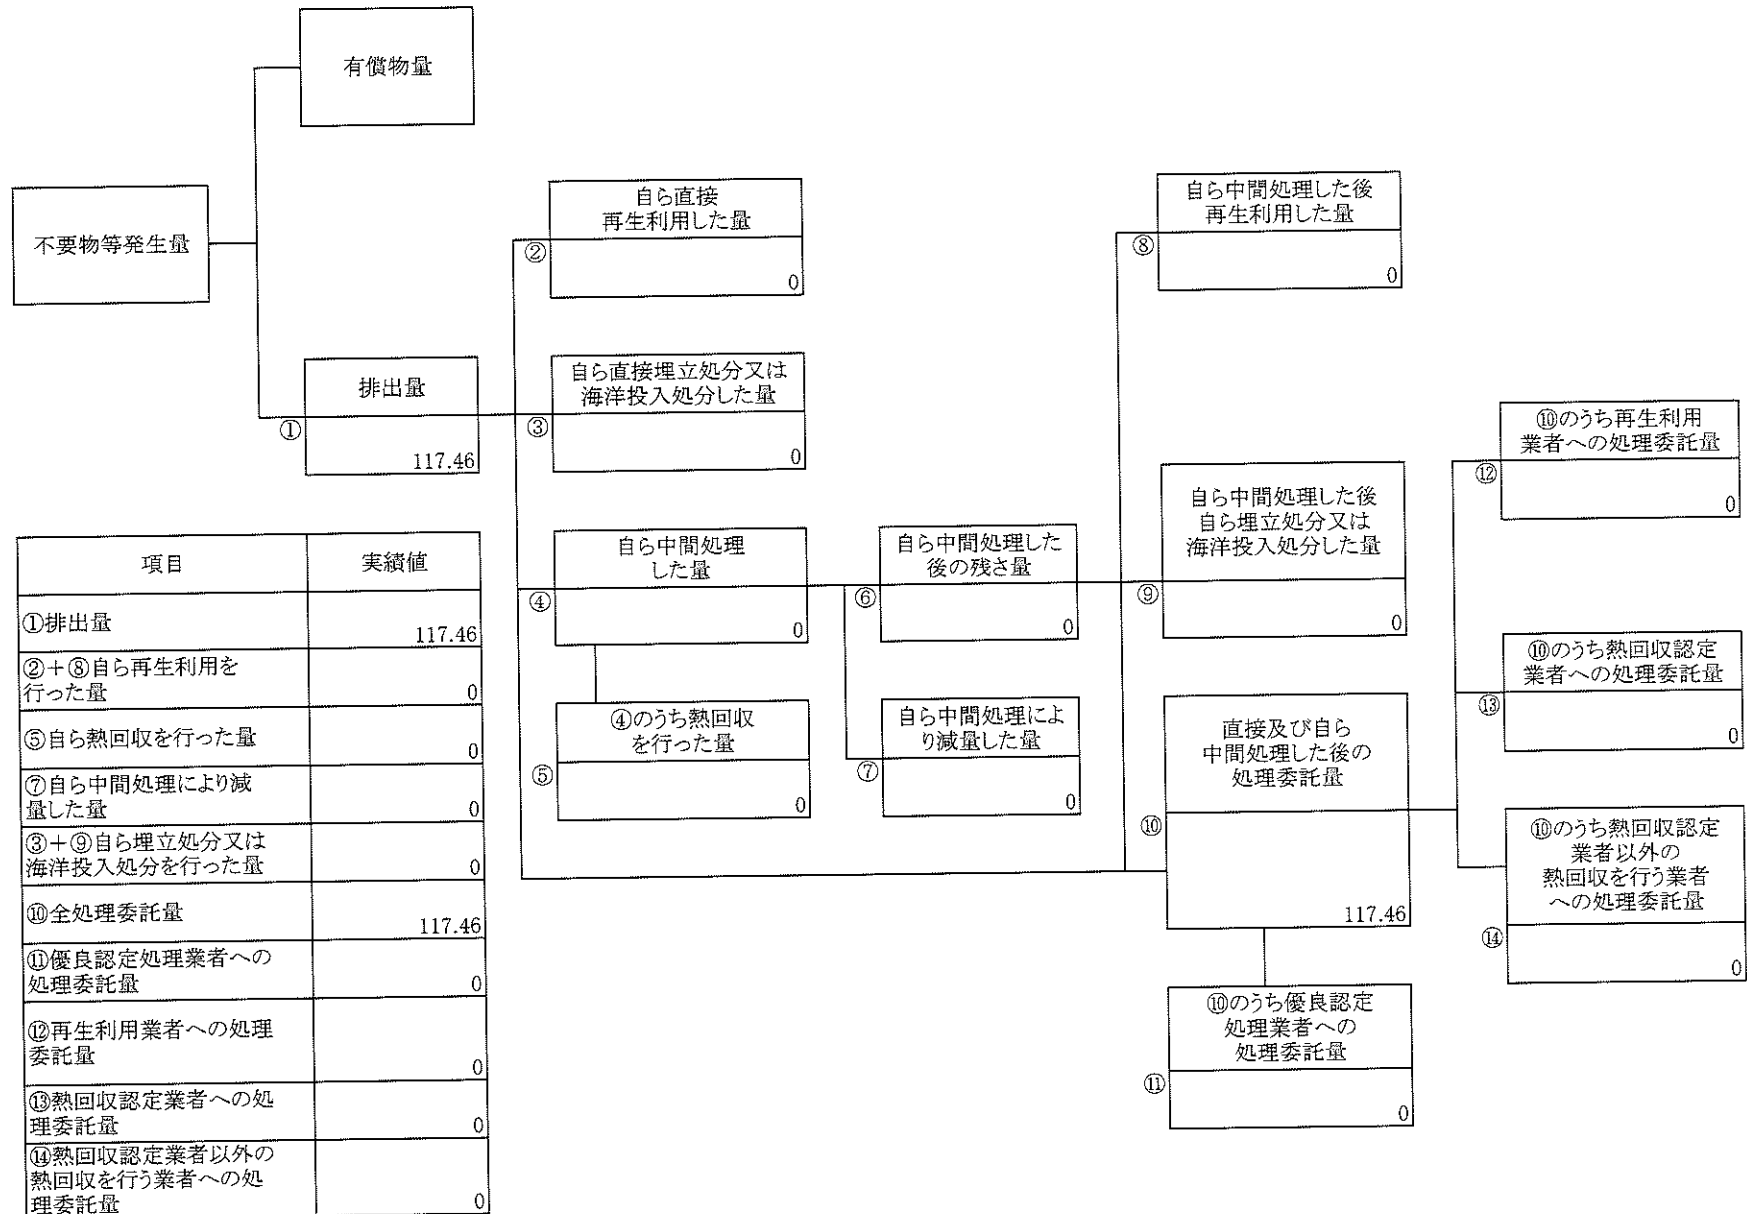 有償物量
不要物等発生量
排出量
①
117.46
自ら直接
再生利用した量
②
0
自ら直接埋立処分又は
海洋投入処分した量
③
0
自ら中間処理
した量
④
0
④のうち熱回収
を行った量
⑤
0
自ら中間処理した
後の残さ量
⑥
0
自ら中間処理によ
り減量した量
⑦
0
自ら中間処理した後
再生利用した量
⑧
0
自ら中間処理した後
自ら埋立処分又は
海洋投入処分した量
⑨
0
直接及び自ら
中間処理した後の
処理委託量
⑩
117.46
⑩のうち優良認定
処理業者への
処理委託量
⑪
0
⑩のうち再生利用
業者への処理委託量
⑫
0
⑩のうち熱回収認定
業者への処理委託量
⑬
0
⑩のうち熱回収認定
業者以外の
熱回収を行う業者
への処理委託量
⑭
0
項目 実績値
①排出量
117.46
②+⑧自ら再生利用を
行った量
0
⑤自ら熱回収を行った量
0
⑦自ら中間処理により減
量した量
0
③+⑨自ら埋立処分又は
海洋投入処分を行った量
0
⑩全処理委託量
117.46
⑪優良認定処理業者への
処理委託量
0
⑫再生利用業者への処理
委託量
0
⑬熱回収認定業者への処
理委託量
0
⑭熱回収認定業者以外の
熱回収を行う業者への処
理委託量
0